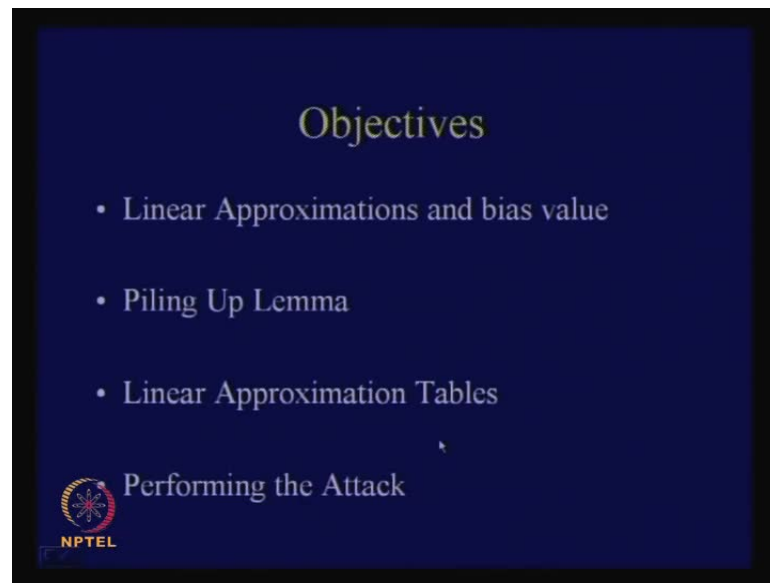 Objectives
• Linear Approximations and bias value
• Piling Up Lemma
• Linear Approximation Tables
• Performing the Attack
NPTEL